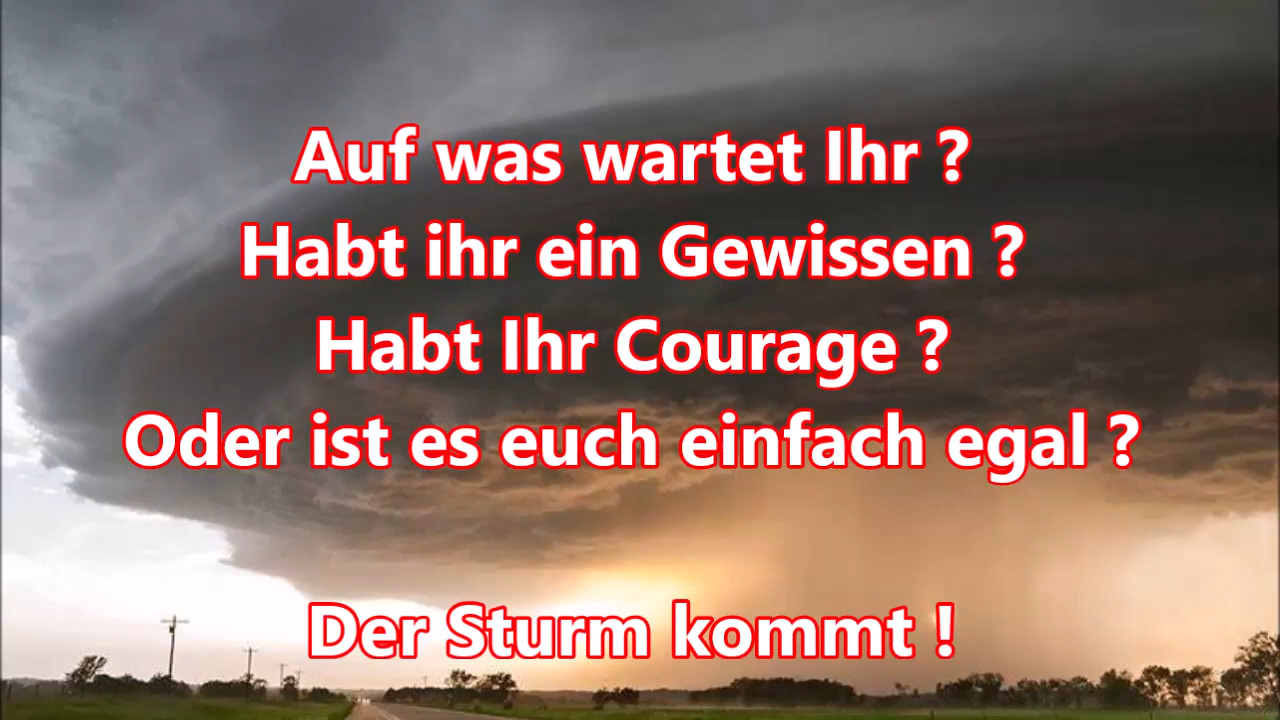 Auf was wartet Ihr ?
Habt ihr ein Gewissen ?
Habt Ihr Courage ?
Oder ist es euch einfach egal ?
Der Sturm kommt !